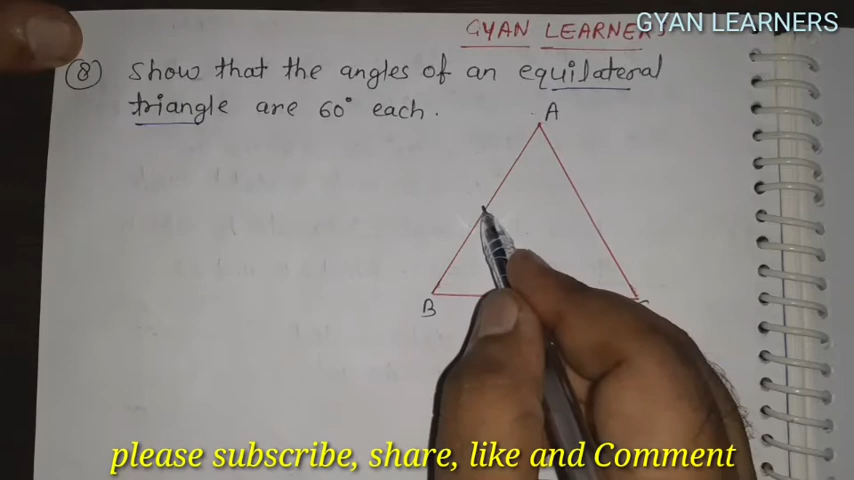 GYAN LEARNERS
GYAN LEARNERS
8 Show that the angles of an equilateral
triangle are 60° each.
A
B
please subscribe, share, like and Comment